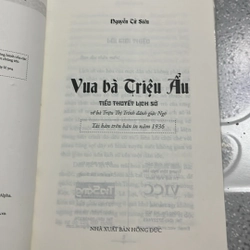 Nguyễn Tử Siêu
Vua bà Triệu Ẩu
TIỂU THUYẾT LỊCH SỬ
về bà Triệu Thị Trinh đánh giặc Ngô
Tái bản trên bản in năm 1936
NHÀ XUẤT BẢN HỒNG ĐỨC